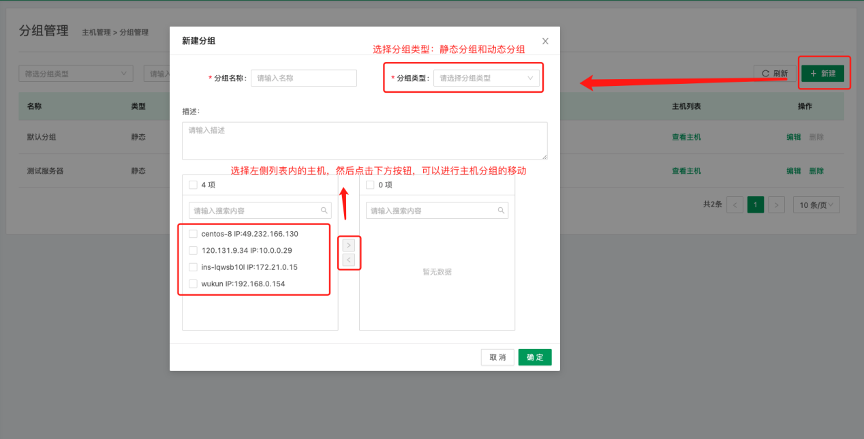 分组管理 主机管理 > 分组管理
筛选分组类型
请输入
刷新
+ 新建
名称 类型 主机列表 操作
默认分组 静态 查看主机 编辑 删除
测试服务器 静态 查看主机 编辑 删除
共2条 < 1 > 10 条/页
新建分组
选择分组类型：静态分组和动态分组
* 分组名称: 请输入名称
* 分组类型: 请选择分组类型
描述:
请输入描述
选择左侧列表内的主机，然后点击下方按钮，可以进行主机分组的移动
4 项
0 项
请输入搜索内容
请输入搜索内容
centos-8 IP:49.232.166.130
120.131.9.34 IP:10.0.0.29
ins-lqwsb10l IP:172.21.0.15
wukun IP:192.168.0.154
>
<
暂无数据
取消
确定